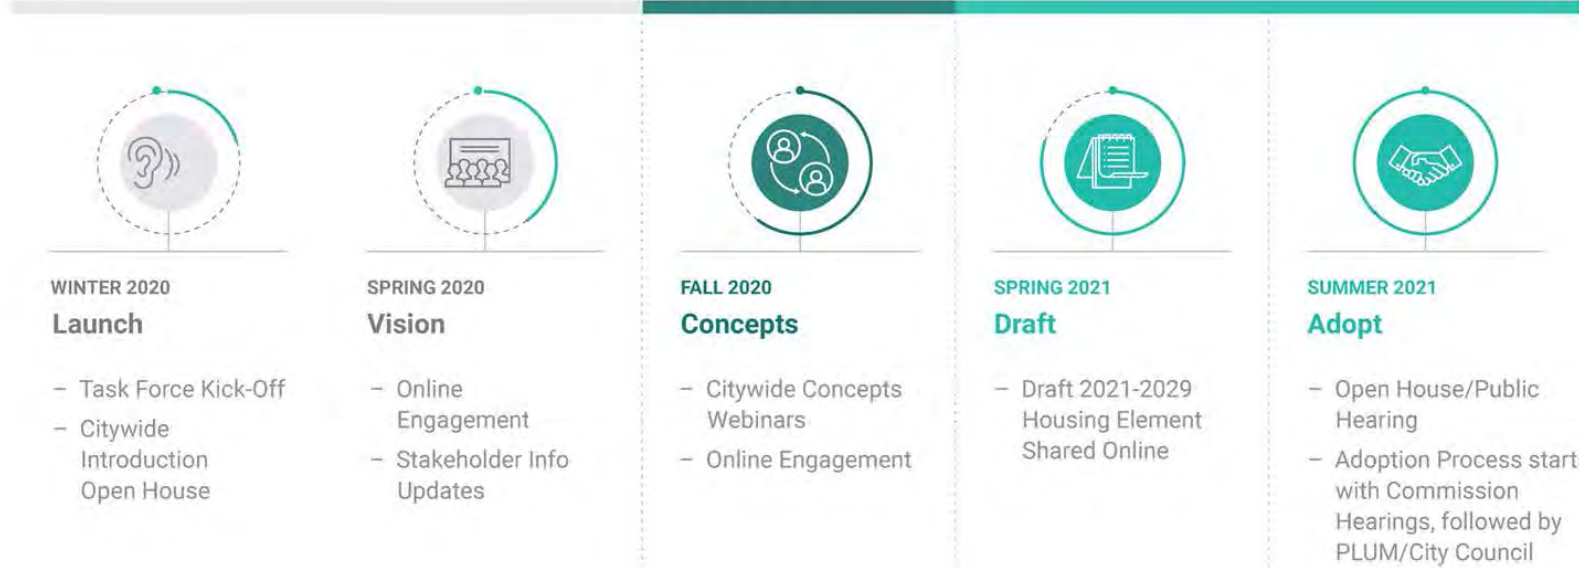 WINTER 2020
Launch
– Task Force Kick-Off
– Citywide
Introduction
Open House
SPRING 2020
Vision
– Online
Engagement
– Stakeholder Info
Updates
FALL 2020
Concepts
– Citywide Concepts
Webinars
– Online Engagement
SPRING 2021
Draft
– Draft 2021-2029
Housing Element
Shared Online
SUMMER 2021
Adopt
– Open House/Public
Hearing
– Adoption Process start
with Commission
Hearings, followed by
PLUM/City Council